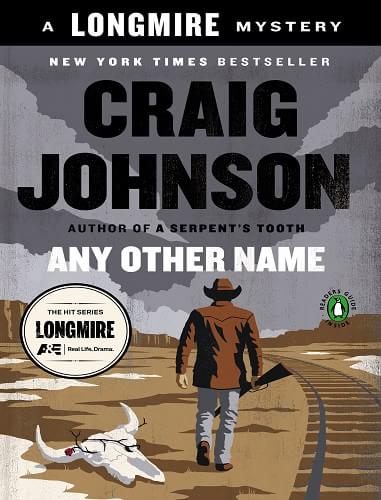 A LONGMIRE MYSTERY
NEW YORK TIMES BESTSELLER
CRAIG
JOHNSON
AUTHOR OF A SERPENT'S TOOTH
ANY OTHER NAME
READERS GUIDE
INSIDE
THE HIT SERIES
LONGMIRE
A&E Real Life. Drama.